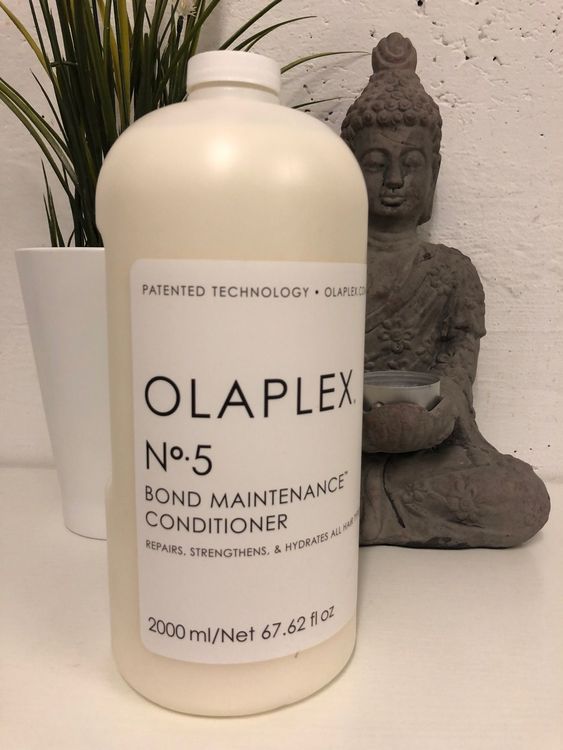 PATENTED TECHNOLOGY • OLAPLEX.CO
OLAPLEX.
Nº.5
BOND MAINTENANCE™
CONDITIONER
REPAIRS, STRENGTHENS, & HYDRATES ALL HAIR
2000 ml/Net 67.62 fl oz